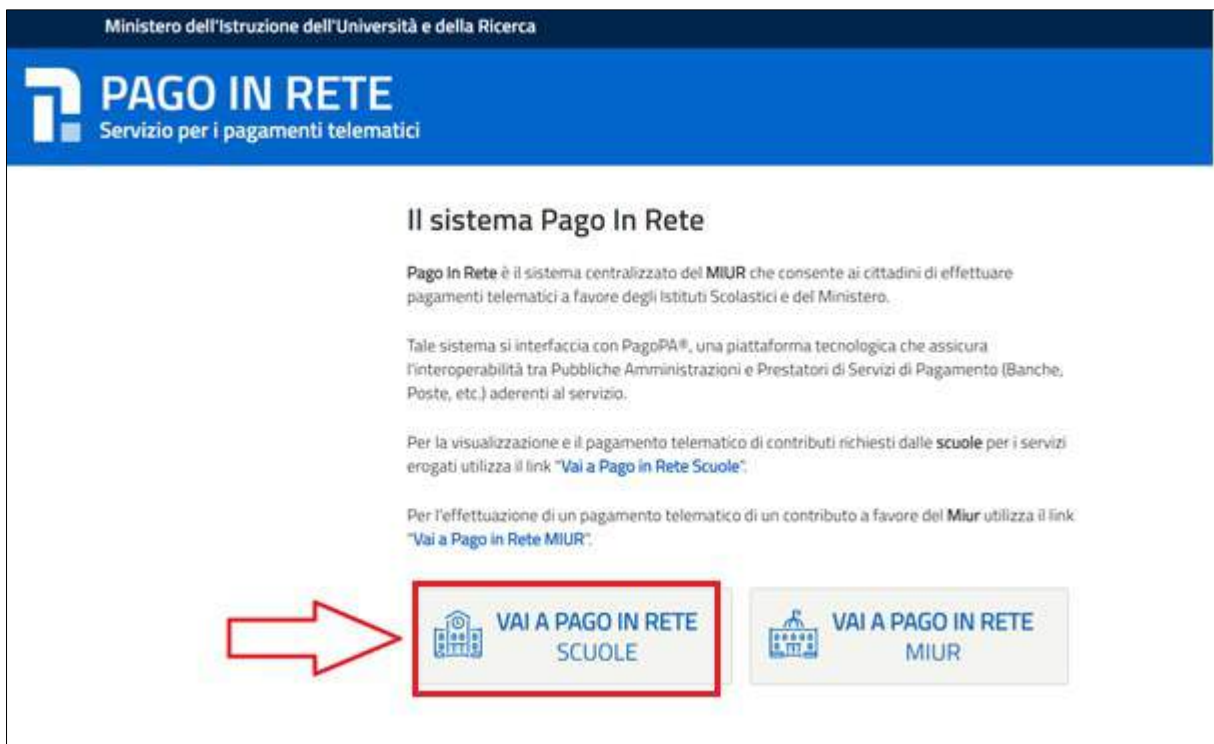 Ministero dell'Istruzione dell'Università e della Ricerca
PAGO IN RETE
Servizio per i pagamenti telematici
Il sistema Pago In Rete
Pago In Rete è il sistema centralizzato del MIUR che consente ai cittadini di effettuare
pagamenti telematici a favore degli Istituti Scolastici e del Ministero.
Tale sistema si interfaccia con PagoPA®, una piattaforma tecnologica che assicura
l'interoperabilità tra Pubbliche Amministrazioni e Prestatori di Servizi di Pagamento (Banche,
Poste, etc.) aderenti al servizio.
Per la visualizzazione e il pagamento telematico di contributi richiesti dalle scuole per i servizi
erogati utilizza il link "Vai a Pago in Rete Scuole".
Per l'effettuazione di un pagamento telematico di un contributo a favore del Miur utilizza il link
"Vai a Pago in Rete MIUR".
VAI A PAGO IN RETE
SCUOLE
VAI A PAGO IN RETE
MIUR